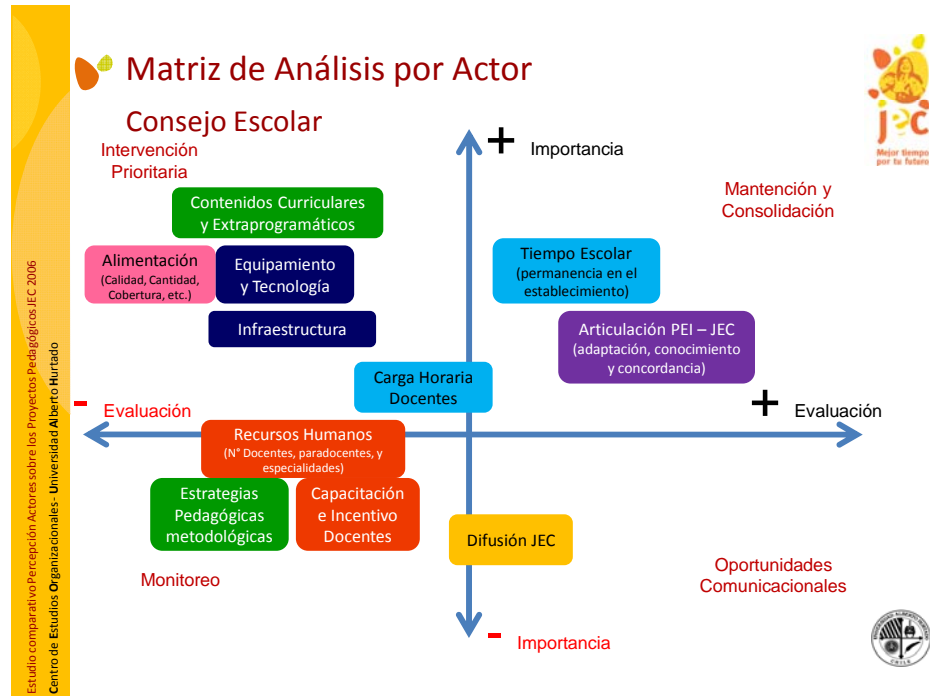 Matriz de Análisis por Actor
Consejo Escolar
Intervención
Prioritaria
+ Importancia
Mantención y
Consolidación
Contenidos Curriculares
y Extraprogramáticos
Alimentación
(Calidad, Cantidad,
Cobertura, etc.)
Equipamiento
y Tecnología
Tiempo Escolar
(permanencia en el
establecimiento)
Infraestructura
Articulación PEI – JEC
(adaptación, conocimiento
y concordancia)
Carga Horaria
Docentes
- Evaluación
+ Evaluación
Recursos Humanos
(N° Docentes, paradocentes, y
especialidades)
Estrategias
Pedagógicas
metodológicas
Capacitación
e Incentivo
Docentes
Difusión JEC
Monitoreo
Oportunidades
Comunicacionales
- Importancia
jec
Mejor tiempo
por tu futuro
Estudio comparativo Percepción Actores sobre los Proyectos Pedagógicos JEC 2006
Centro de Estudios Organizacionales - Universidad Alberto Hurtado